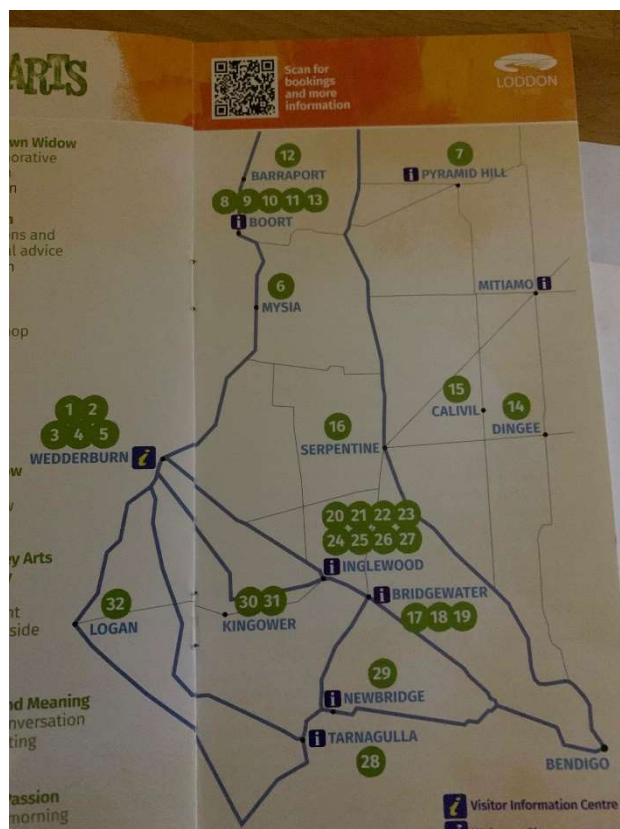 ARTS
Scan for
bookings
and more
information
LODDON
wn Widow
orative
n
ns and
l advice
n
op
ow
w
y Arts
nt
side
nd Meaning
nversation
ting
Passion
morning
12
BARRAPORT
7
i PYRAMID HILL
8 9 10 11 13
i BOORT
MITIAMO i
6
MYSIA
1 2
3 4 5
WEDDERBURN i
15
CALIVIL
14
DINGEE
16
SERPENTINE
20 21 22 23
24 25 26 27
i INGLEWOOD
i BRIDGEWATER
17 18 19
30 31
KINGOWER
32
LOGAN
29
i NEWBRIDGE
i TARNAGULLA
28
BENDIGO
i Visitor Information Centre